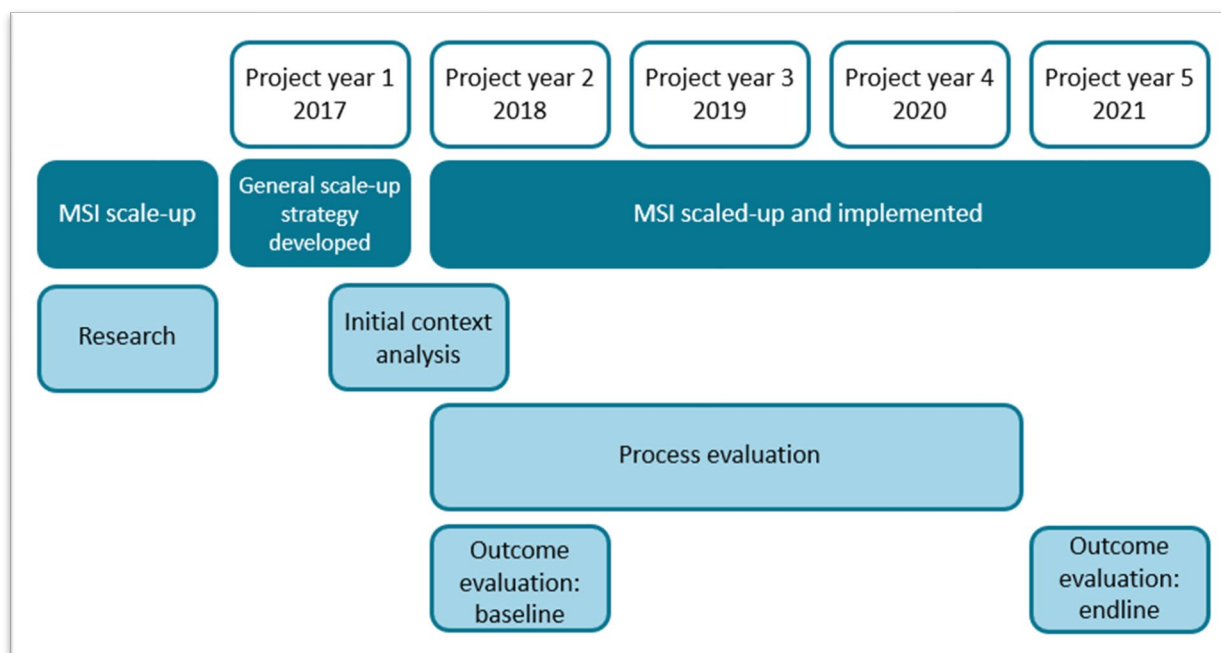 Project year 1
2017
Project year 2
2018
Project year 3
2019
Project year 4
2020
Project year 5
2021
MSI scale-up
General scale-up
strategy
developed
MSI scaled-up and implemented
Research
Initial context
analysis
Process evaluation
Outcome
evaluation:
baseline
Outcome
evaluation:
endline